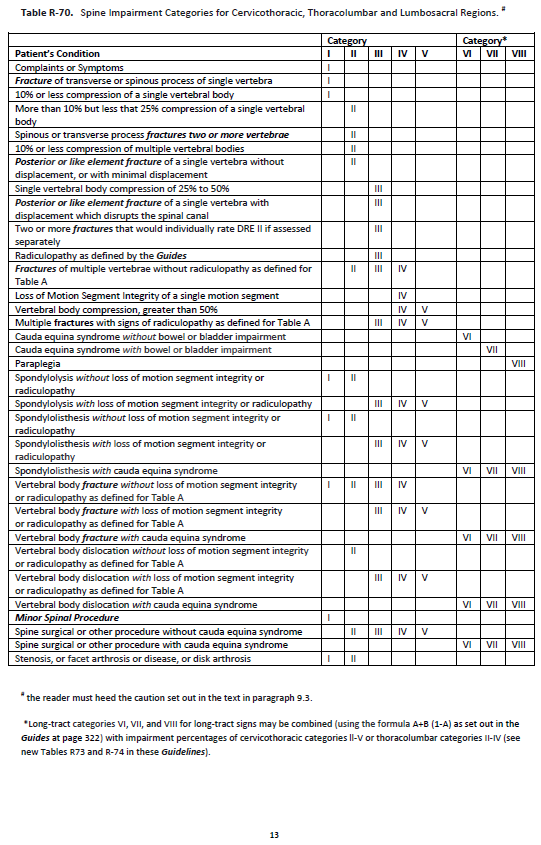 Table R-70. Spine Impairment Categories for Cervicothoracic, Thoracolumbar and Lumbosacral Regions. #
Category Category*
Patient's Condition I II III IV V VI VII VIII
Complaints or Symptoms I
Fracture of transverse or spinous process of single vertebra I
10% or less compression of a single vertebral body I
More than 10% but less that 25% compression of a single vertebral II
body
Spinous or transverse process fractures two or more vertebrae II
10% or less compression of multiple vertebral bodies II
Posterior or like element fracture of a single vertebra without II
displacement, or with minimal displacement
Single vertebral body compression of 25% to 50% III
Posterior or like element fracture of a single vertebra with III
displacement which disrupts the spinal canal
Two or more fractures that would individually rate DRE II if assessed III
separately
Radiculopathy as defined by the Guides III
Fractures of multiple vertebrae without radiculopathy as defined for II III IV
Table A
Loss of Motion Segment Integrity of a single motion segment IV
Vertebral body compression, greater than 50% IV V
Multiple fractures with signs of radiculopathy as defined for Table A III IV V
Cauda equina syndrome without bowel or bladder impairment VI
Cauda equina syndrome with bowel or bladder impairment VII
Paraplegia VIII
Spondylolysis without loss of motion segment integrity or I II
radiculopathy
Spondylolysis with loss of motion segment integrity or radiculopathy III IV V
Spondylolisthesis without loss of motion segment integrity or I II
radiculopathy
Spondylolisthesis with loss of motion segment integrity or III IV V
radiculopathy
Spondylolisthesis with cauda equina syndrome VI VII VIII
Vertebral body fracture without loss of motion segment integrity I II III IV
or radiculopathy as defined for Table A
Vertebral body fracture with loss of motion segment integrity III IV V
or radiculopathy as defined for Table A
Vertebral body fracture with cauda equina syndrome VI VII VIII
Vertebral body dislocation without loss of motion segment integrity II
or radiculopathy as defined for Table A
Vertebral body dislocation with loss of motion segment integrity III IV V
or radiculopathy as defined for Table A
Vertebral body dislocation with cauda equina syndrome VI VII VIII
Minor Spinal Procedure I
Spine surgical or other procedure without cauda equina syndrome II III IV V
Spine surgical or other procedure with cauda equina syndrome VI VII VIII
Stenosis, or facet arthrosis or disease, or disk arthrosis I II
# the reader must heed the caution set out in the text in paragraph 9.3.
*Long-tract categories VI, VII, and VIII for long-tract signs may be combined (using the formula A+B (1-A) as set out in the
Guides at page 322) with impairment percentages of cervicothoracic categories II-V or thoracolumbar categories II-IV (see
new Tables R73 and R-74 in these Guidelines).
13